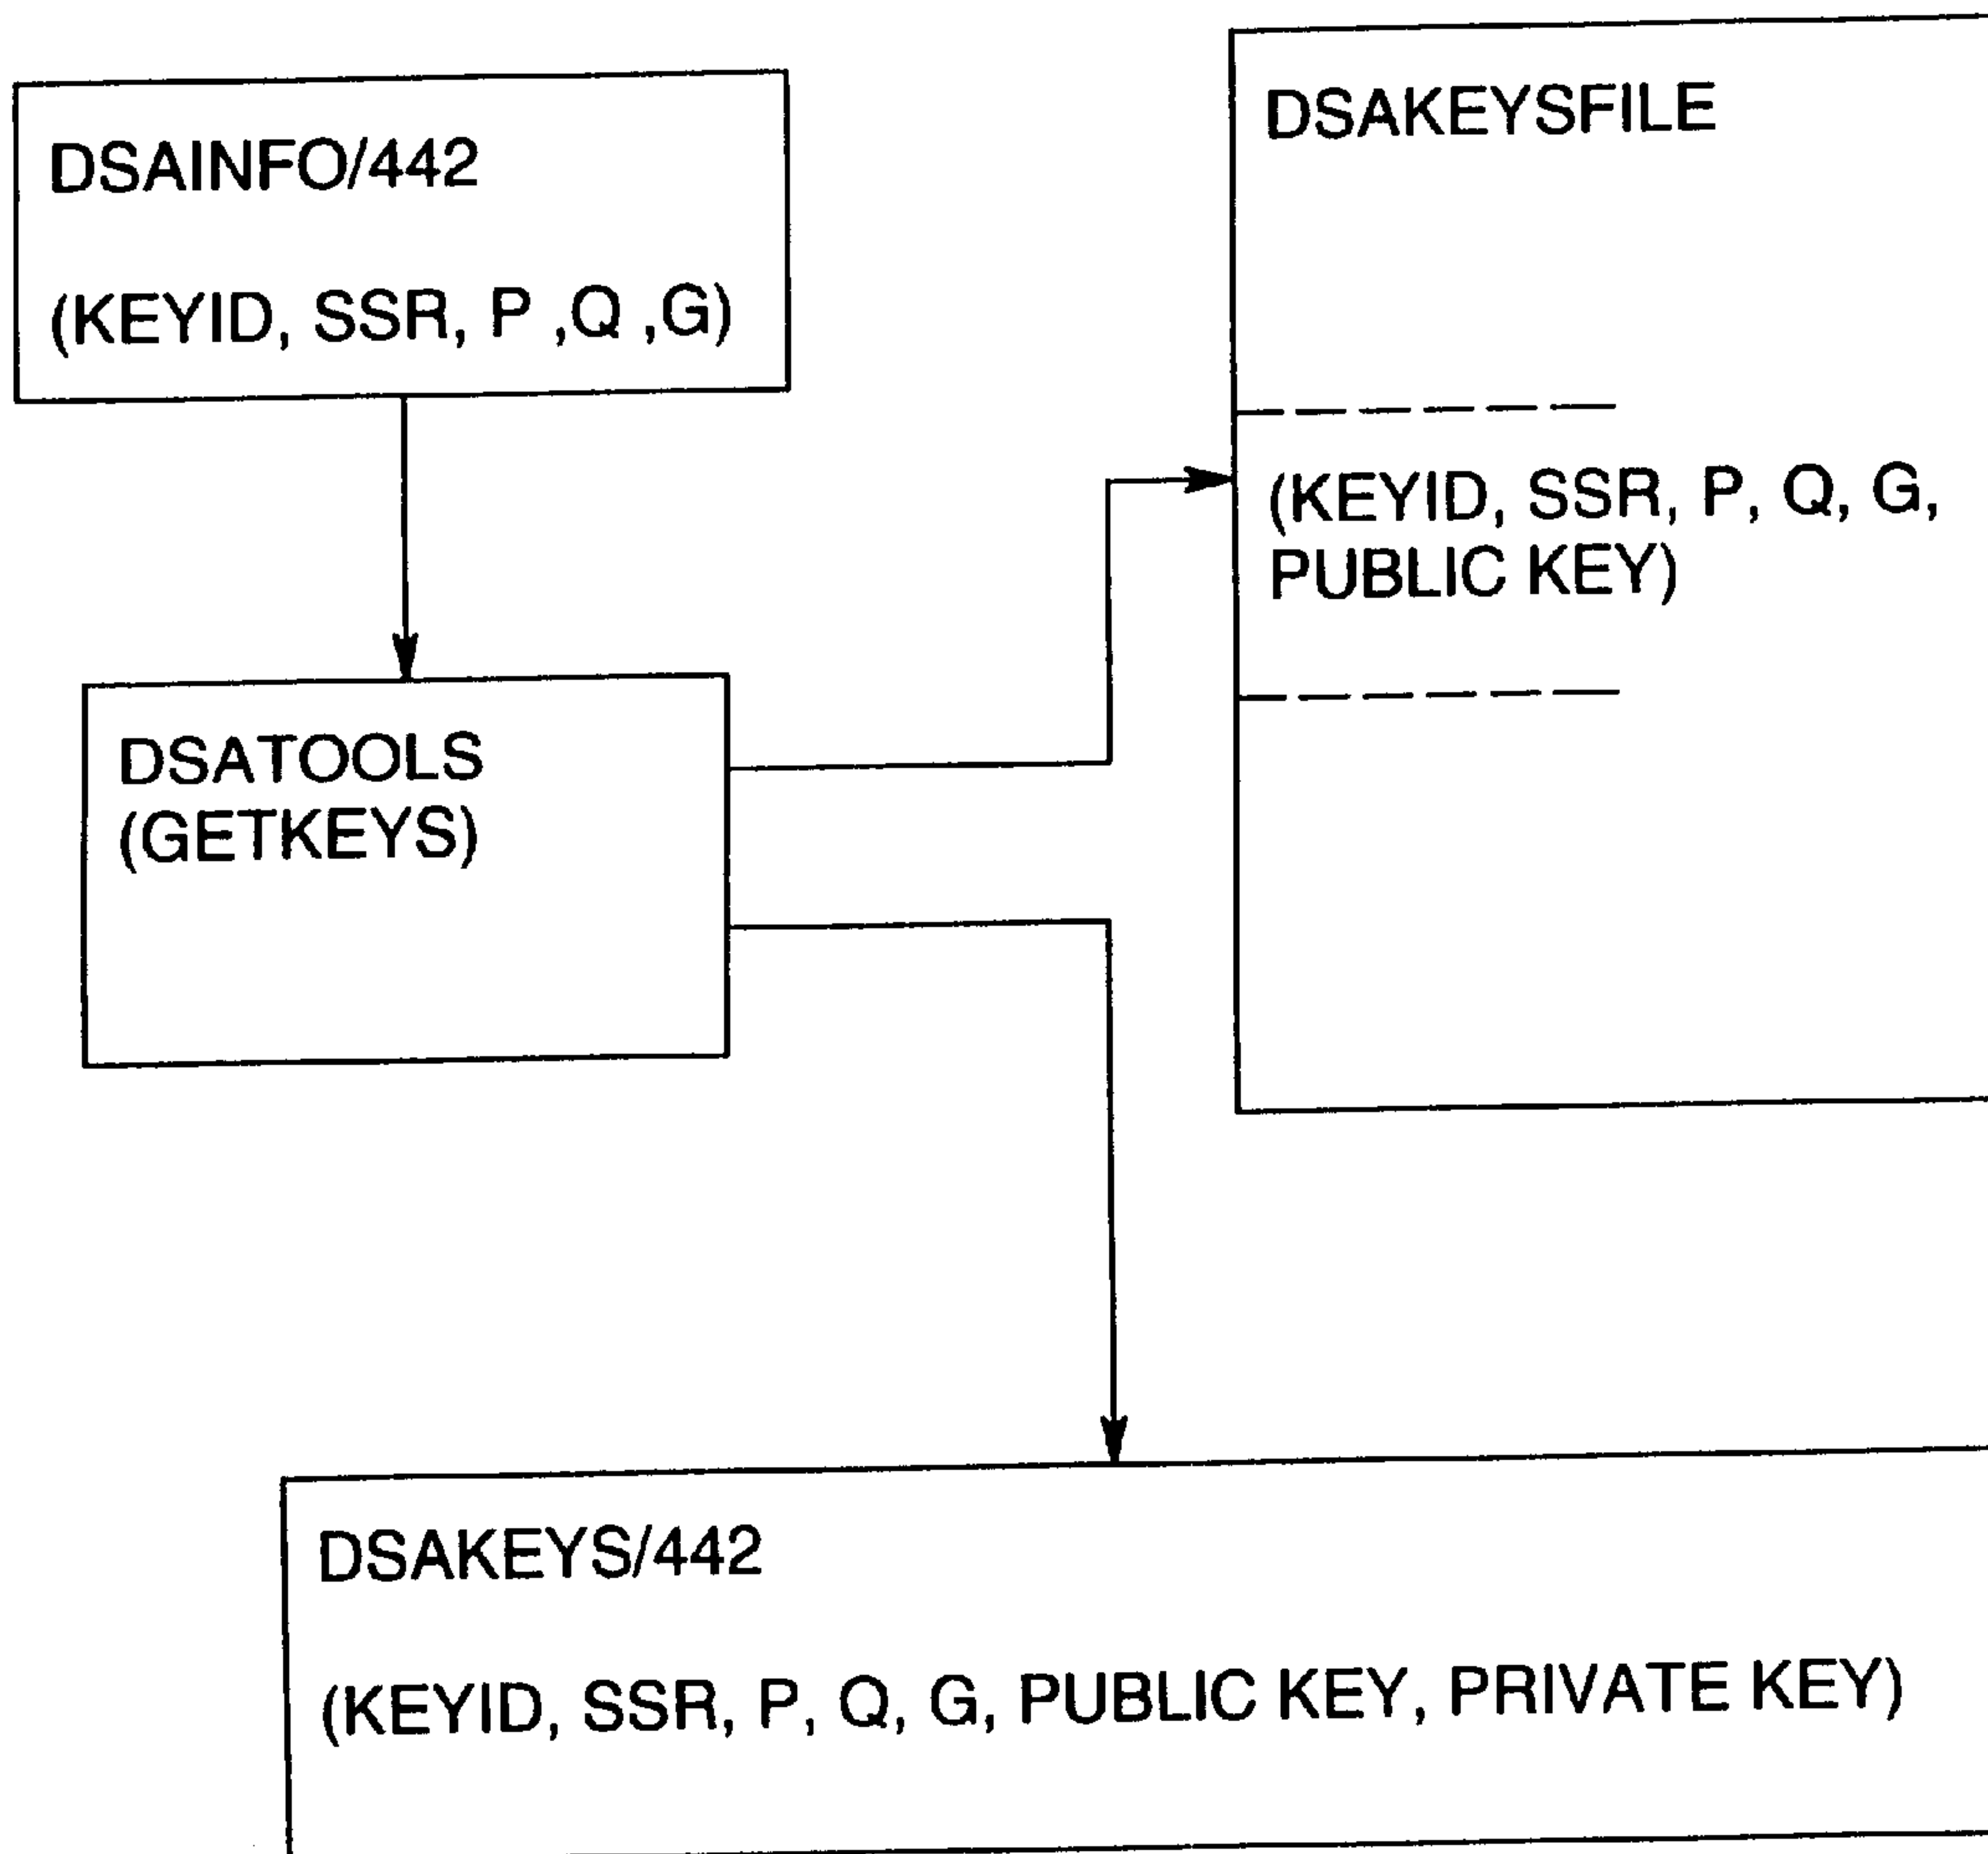 DSAINFO/442
(KEYID, SSR, P ,Q ,G)
DSAKEYSFILE
(KEYID, SSR, P, Q, G,
PUBLIC KEY)
DSATOOLS
(GETKEYS)
DSAKEYS/442
(KEYID, SSR, P, Q, G, PUBLIC KEY, PRIVATE KEY)